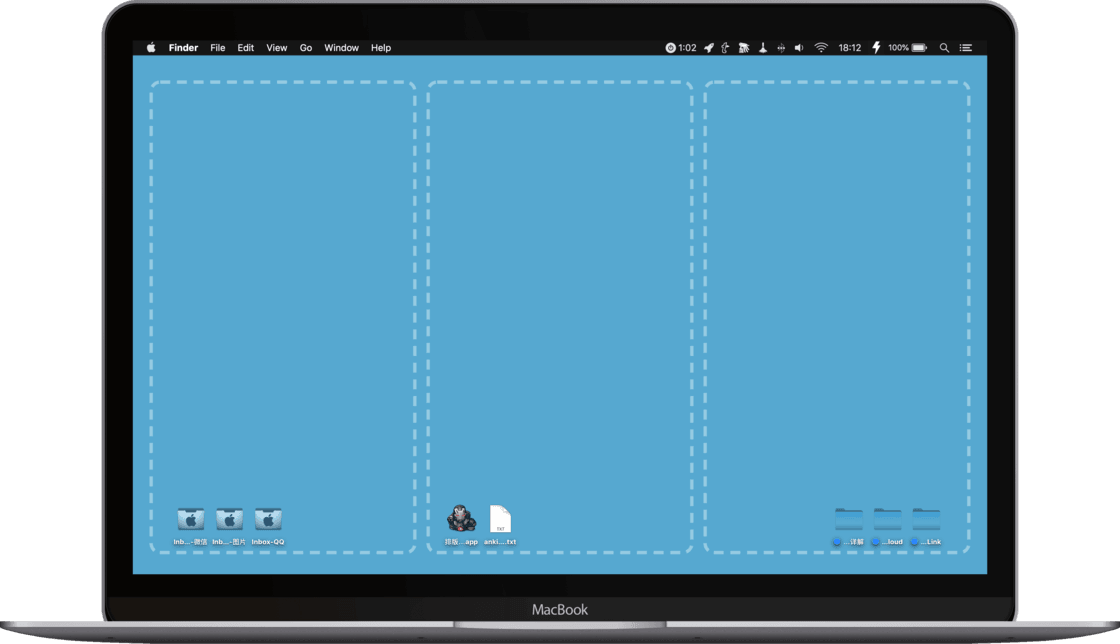 Finder File Edit View Go Window Help 1:02 18:12 100%
Inb...-微信 Inb...-图片 Inbox-QQ
TXT
排版...app anki....txt
...详解 ...loud ...Link
MacBook